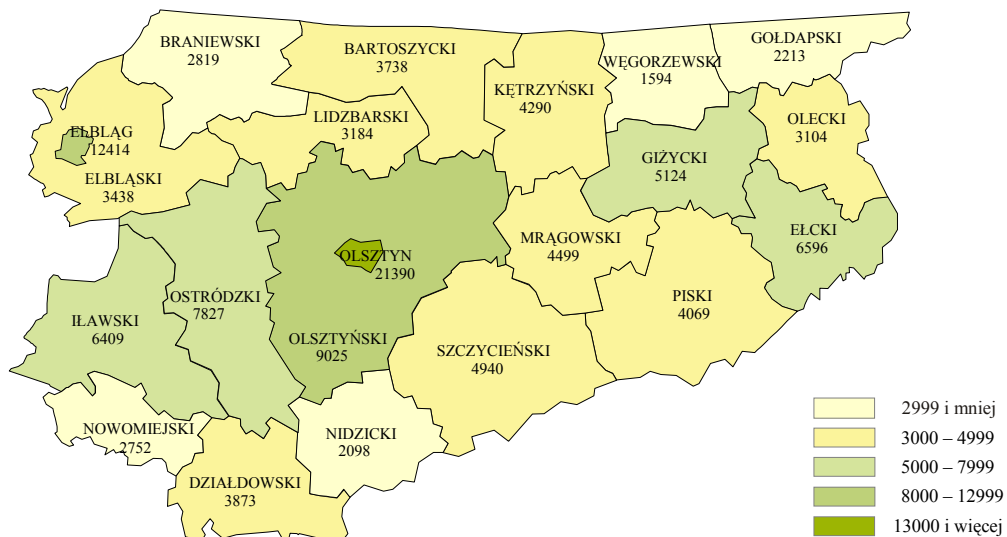 BRANIEWSKI
2819
BARTOSZYCKI
3738
GOŁDAPSKI
2213
WĘGORZEWSKI
1594
KĘTRZYŃSKI
4290
LIDZBARSKI
3184
OLECKI
3104
ELBLĄG
12414
ELBLĄSKI
3438
GIŻYCKI
5124
EŁCKI
6596
MRĄGOWSKI
4499
OLSZTYN
21390
OSTRÓDZKI
7827
PISKI
4069
IŁAWSKI
6409
OLSZTYŃSKI
9025
SZCZYCIEŃSKI
4940
NOWOMIEJSKI
2752
NIDZICKI
2098
DZIAŁDOWSKI
3873
2999 i mniej
3000 – 4999
5000 – 7999
8000 – 12999
13000 i więcej